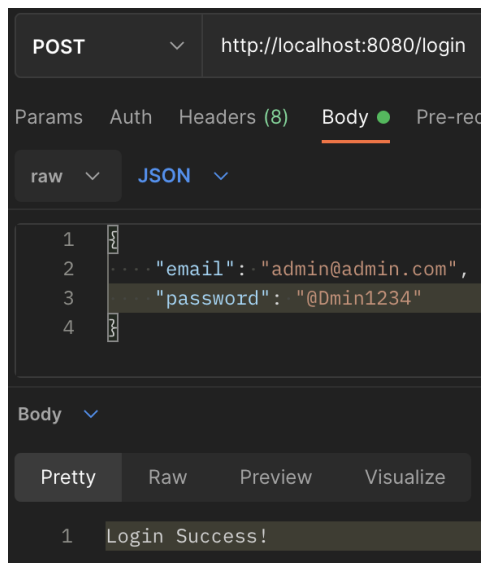 POST http://localhost:8080/login
Params Auth Headers (8) Body Pre-rec
raw JSON
1 {
2 "email": "admin@admin.com",
3 "password": "@Dmin1234"
4 }
Body
Pretty Raw Preview Visualize
1 Login Success!